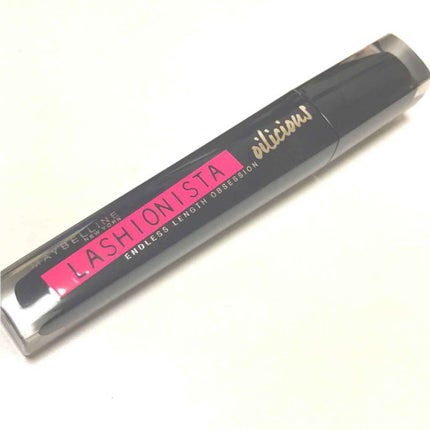 MAYBELLINE
NEW YORK
LASHIONISTA
oilicious
ENDLESS LENGTH OBSESSION